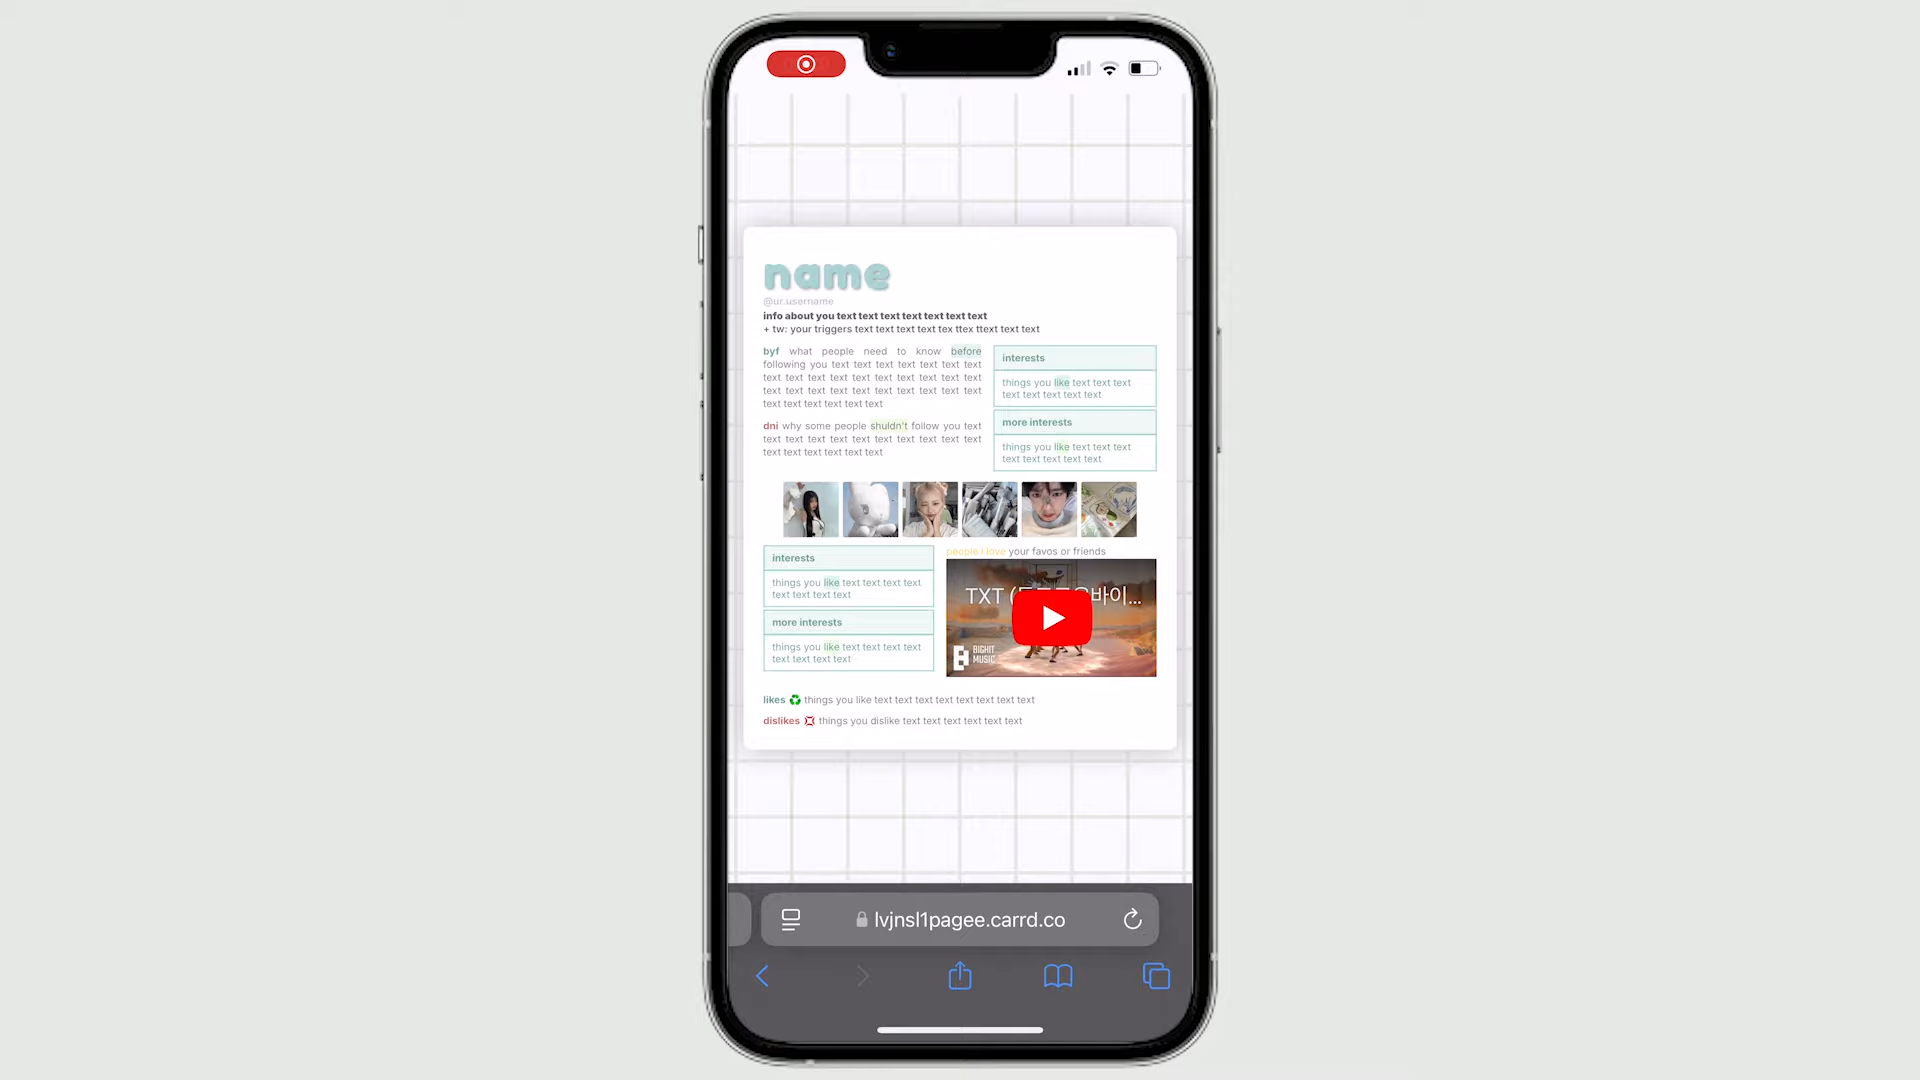 name
@ur.username
info about you text text text text text text text
+ tw: your triggers text text text text tex ttex ttext text text
byf what people need to know before
following you text text text text text text text
text text text text text text text text text text
text text text text text text text text text text
text text text text text text
dni why some people shuldn't follow you text
text text text text text text text text text text
text text text text text text
interests
things you like text text text
text text text text text
more interests
things you like text text text
text text text text text
interests
things you like text text text text
text text text text
more interests
things you like text text text text
text text text text
people i love your favos or friends
TXT (
바이...
BIGHIT
MUSIC
likes ♻ things you like text text text text text text text text
dislikes 💢 things you dislike text text text text text text
lvjnsl1pagee.carrd.co